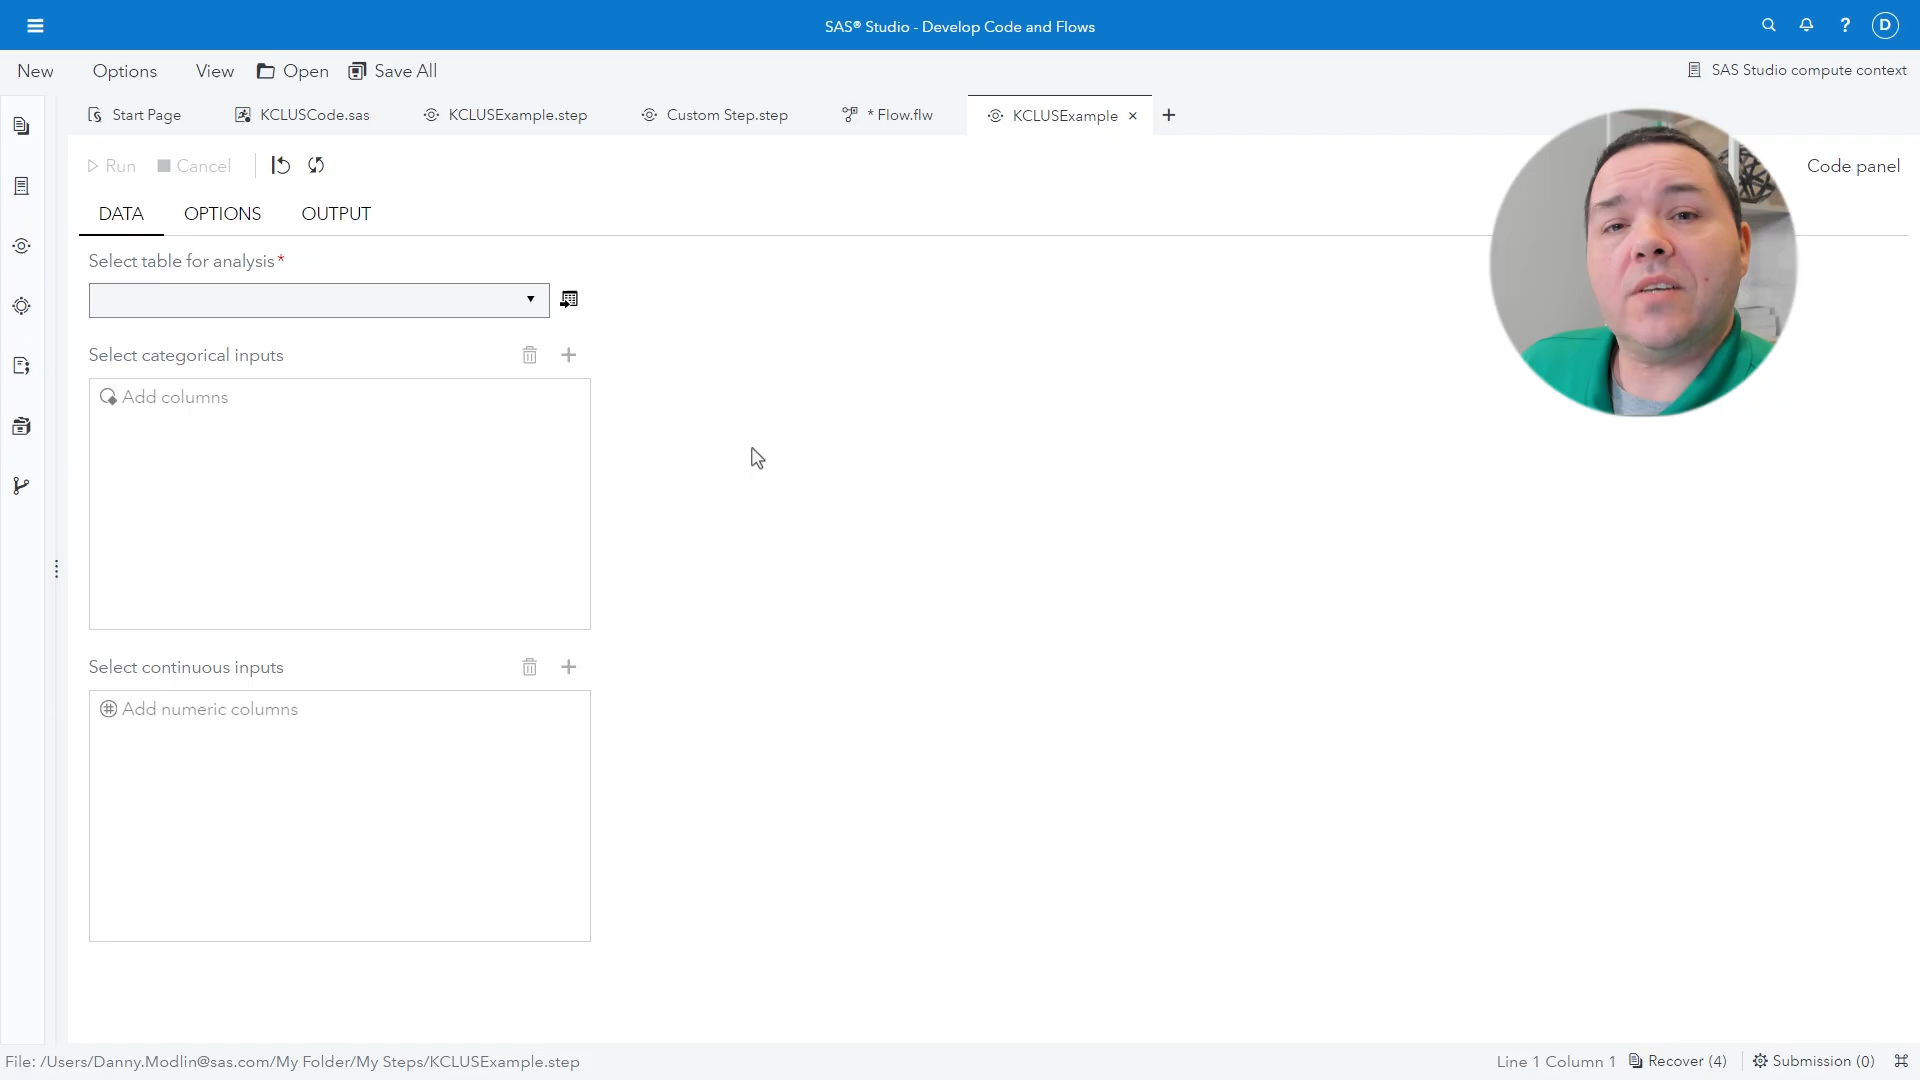 SAS® Studio - Develop Code and Flows
D
New Options View Open Save All
SAS Studio compute context
Start Page KCLUSCode.sas KCLUSExample.step Custom Step.step * Flow.flw KCLUSExample
Run Cancel
Code panel
DATA OPTIONS OUTPUT
Select table for analysis*
Select categorical inputs
Add columns
Select continuous inputs
Add numeric columns
File: /Users/Danny.Modlin@sas.com/My Folder/My Steps/KCLUSExample.step
Line 1 Column 1 Recover (4) Submission (0)